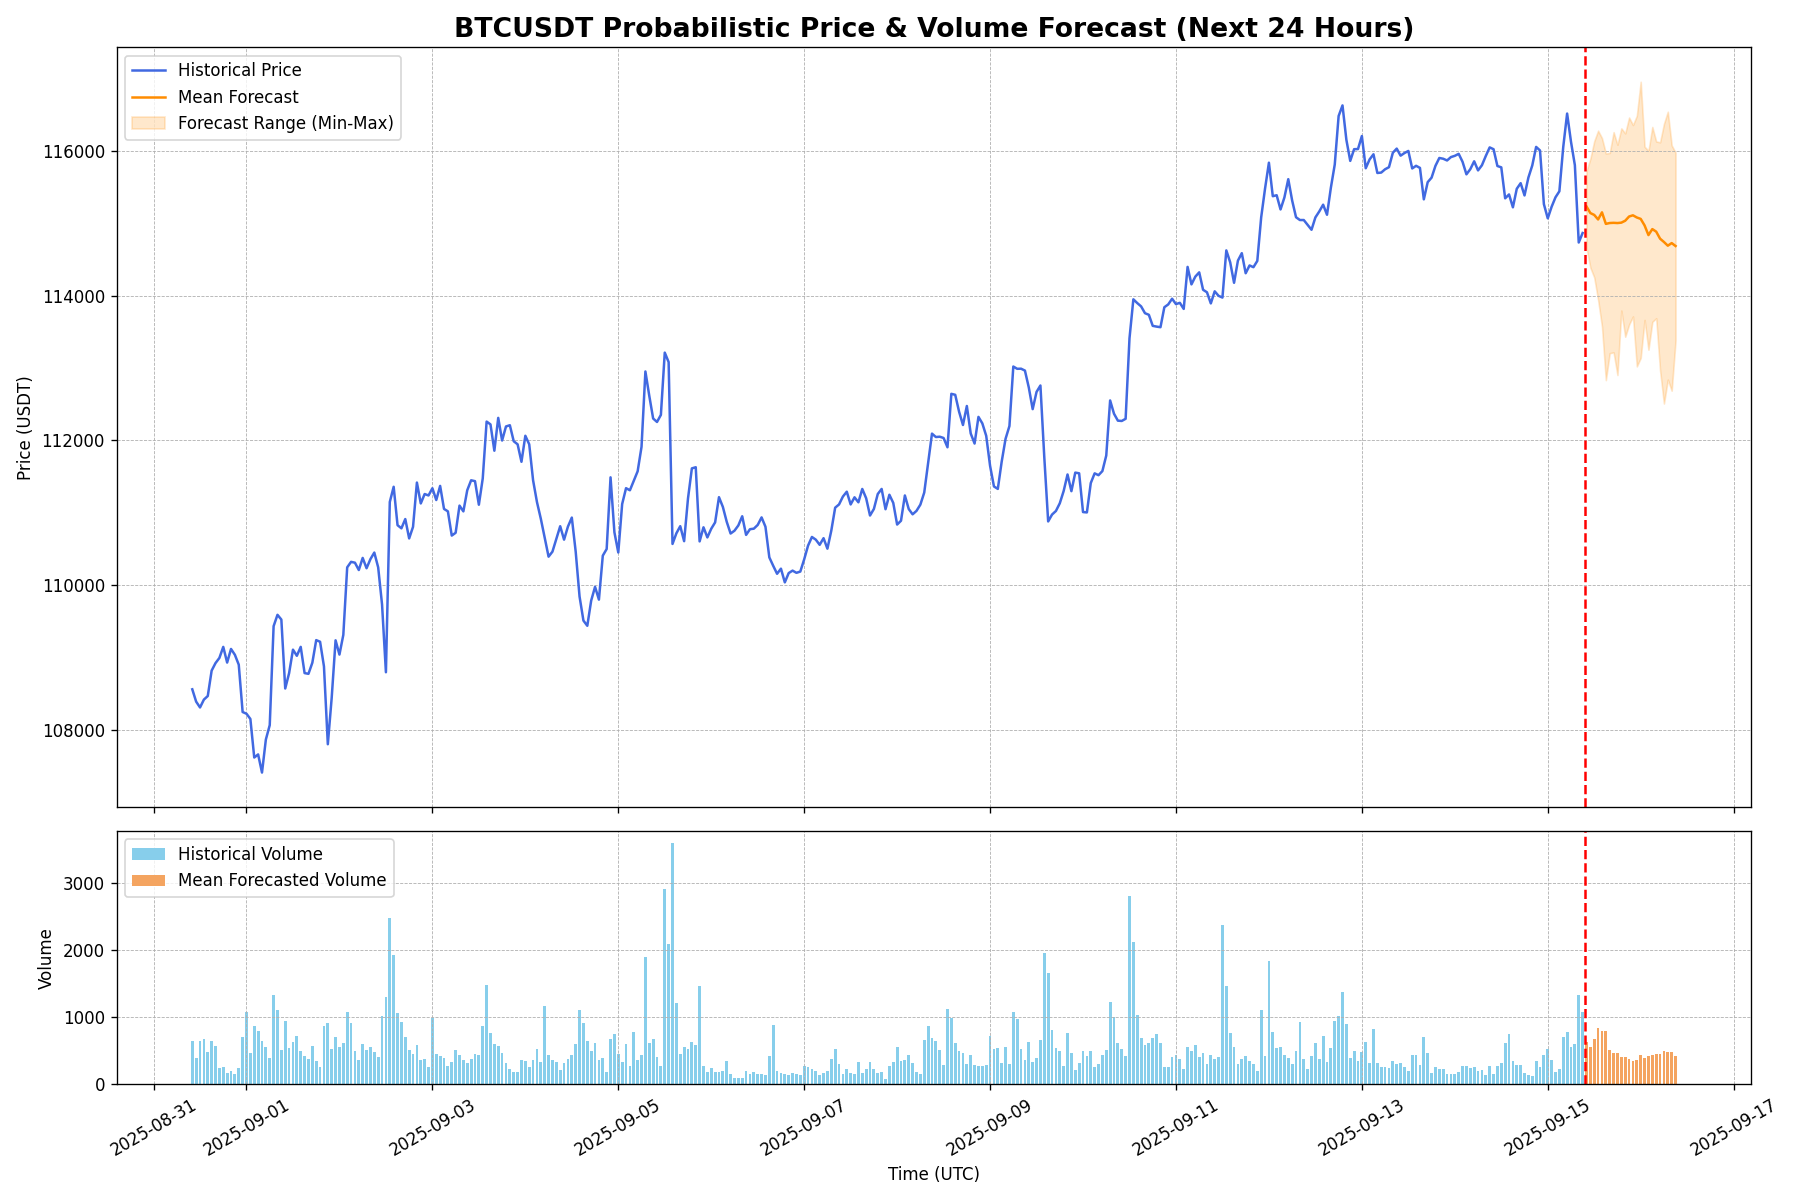 BTCUSDT Probabilistic Price & Volume Forecast (Next 24 Hours)
Historical Price
Mean Forecast
Forecast Range (Min-Max)
116000
114000
112000
110000
108000
Price (USDT)
Historical Volume
Mean Forecasted Volume
3000
2000
1000
0
Volume
2025-08-31
2025-09-01
2025-09-03
2025-09-05
2025-09-07
2025-09-09
2025-09-11
2025-09-13
2025-09-15
2025-09-17
Time (UTC)